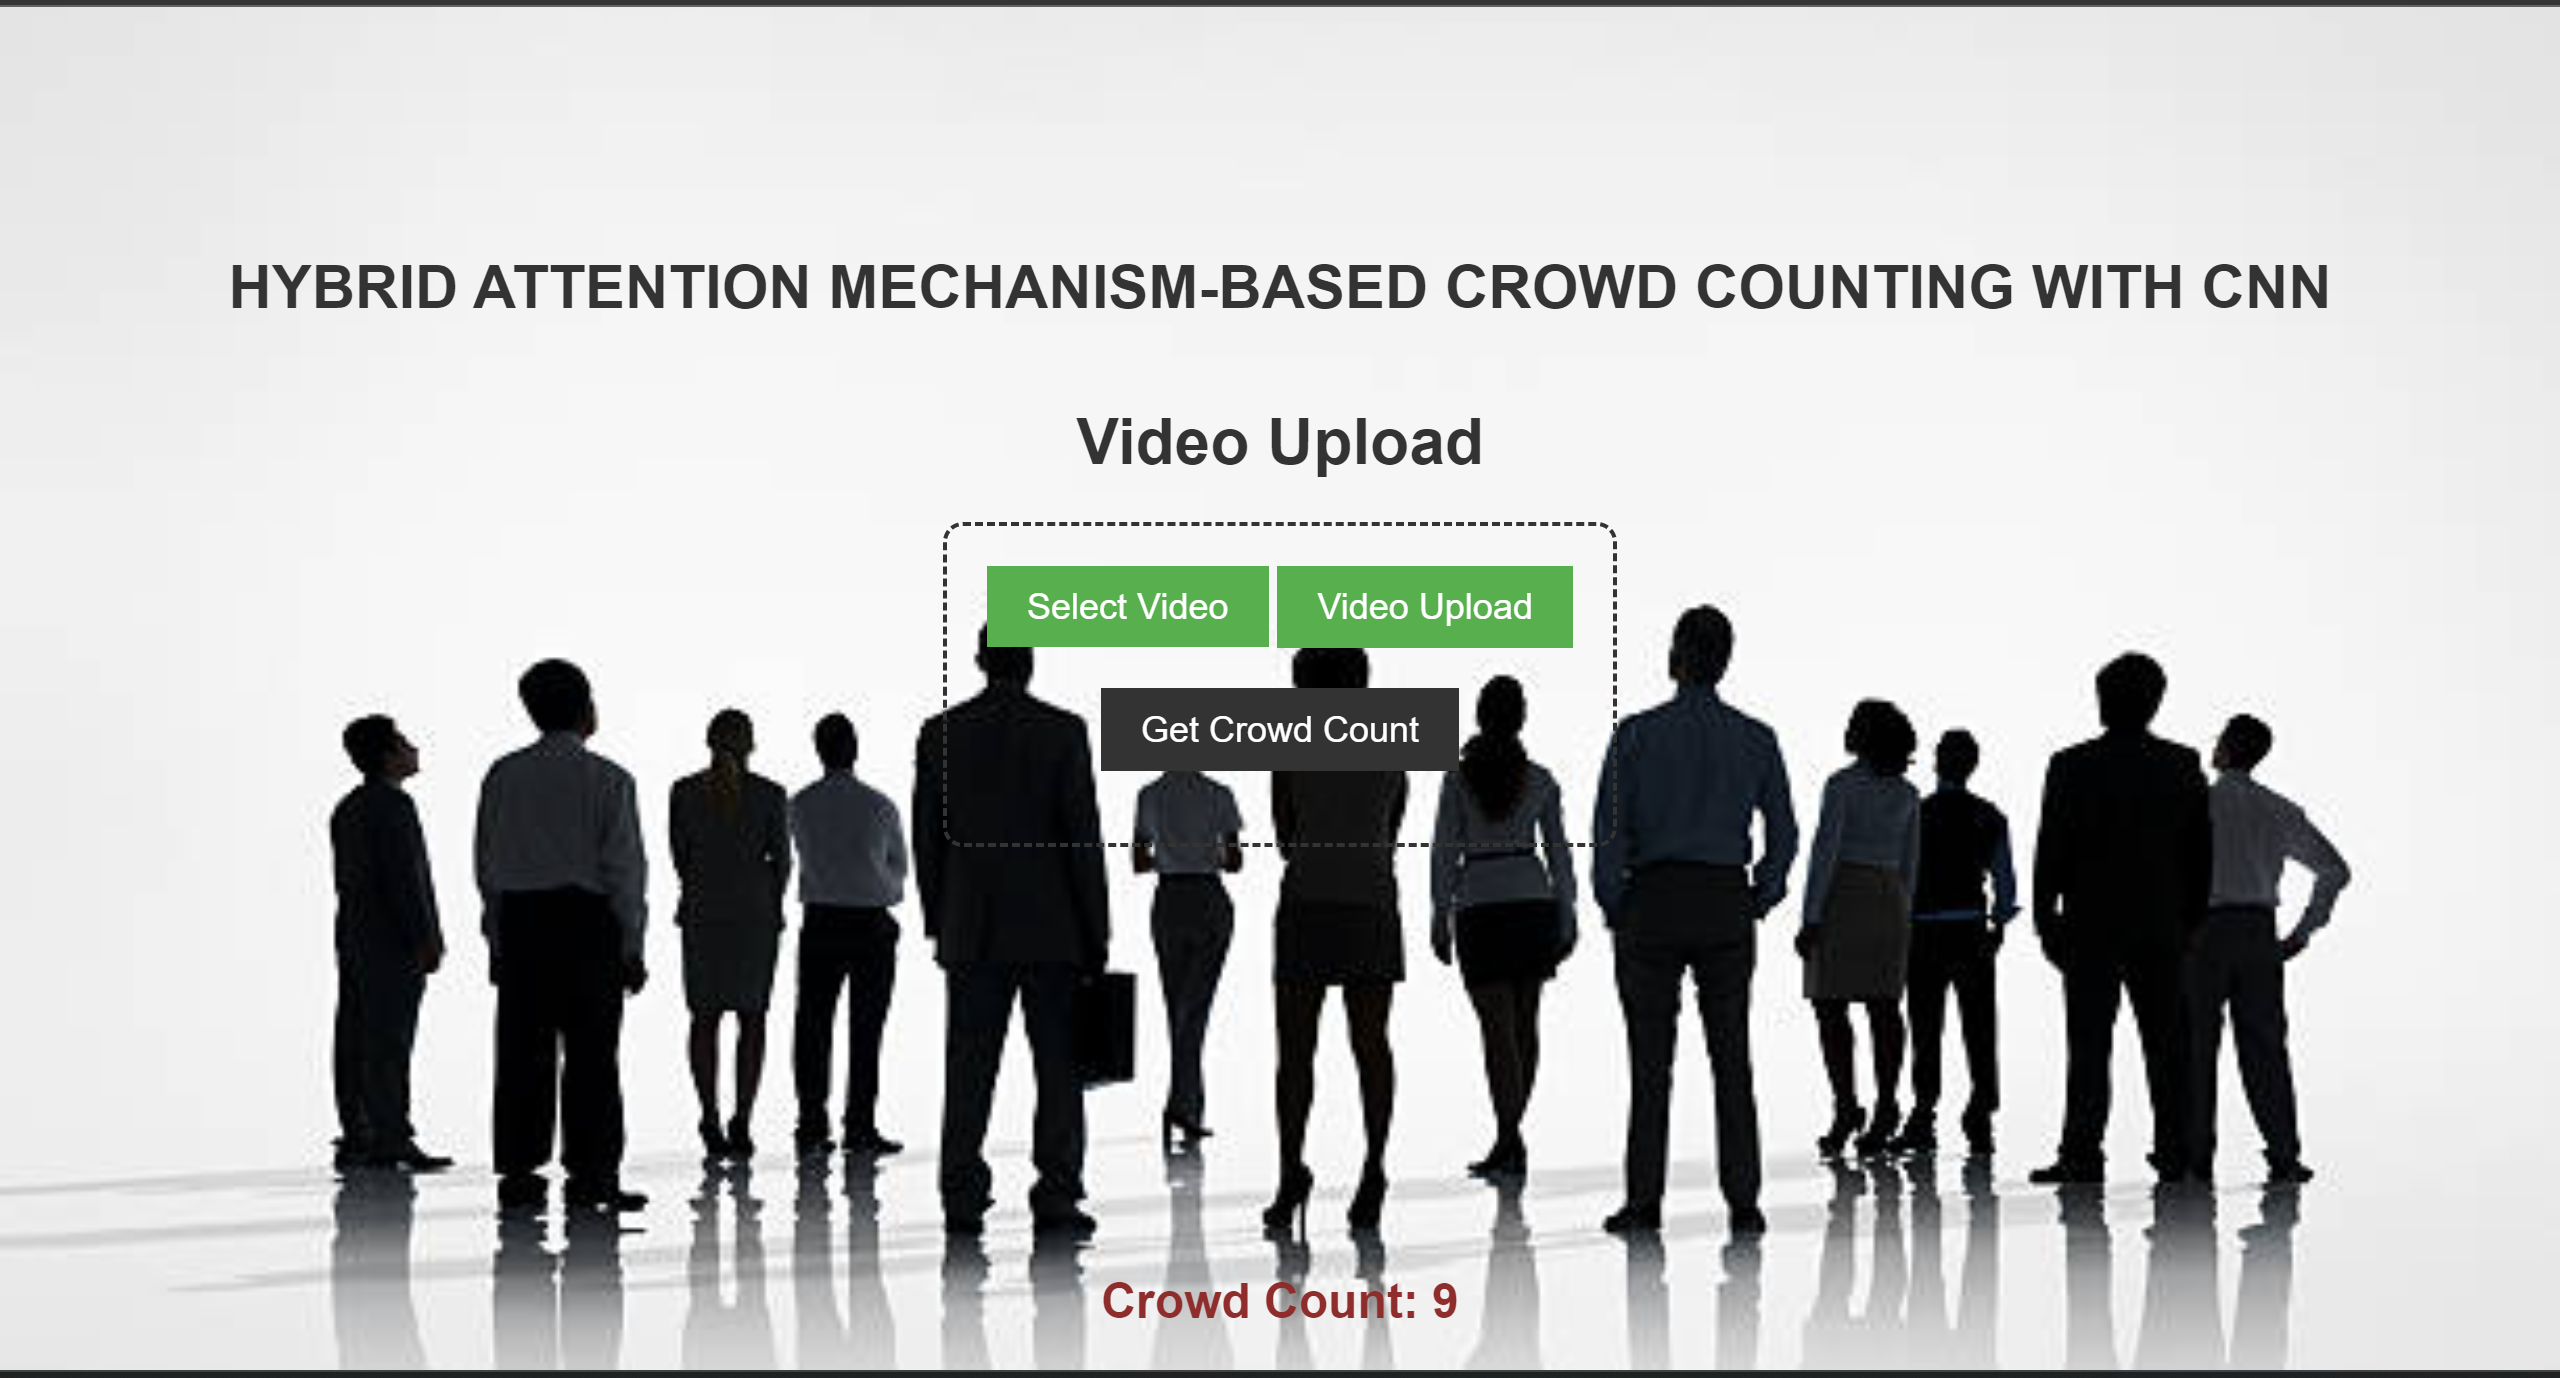 HYBRID ATTENTION MECHANISM-BASED CROWD COUNTING WITH CNN
Video Upload
Select Video Video Upload
Get Crowd Count
Crowd Count: 9